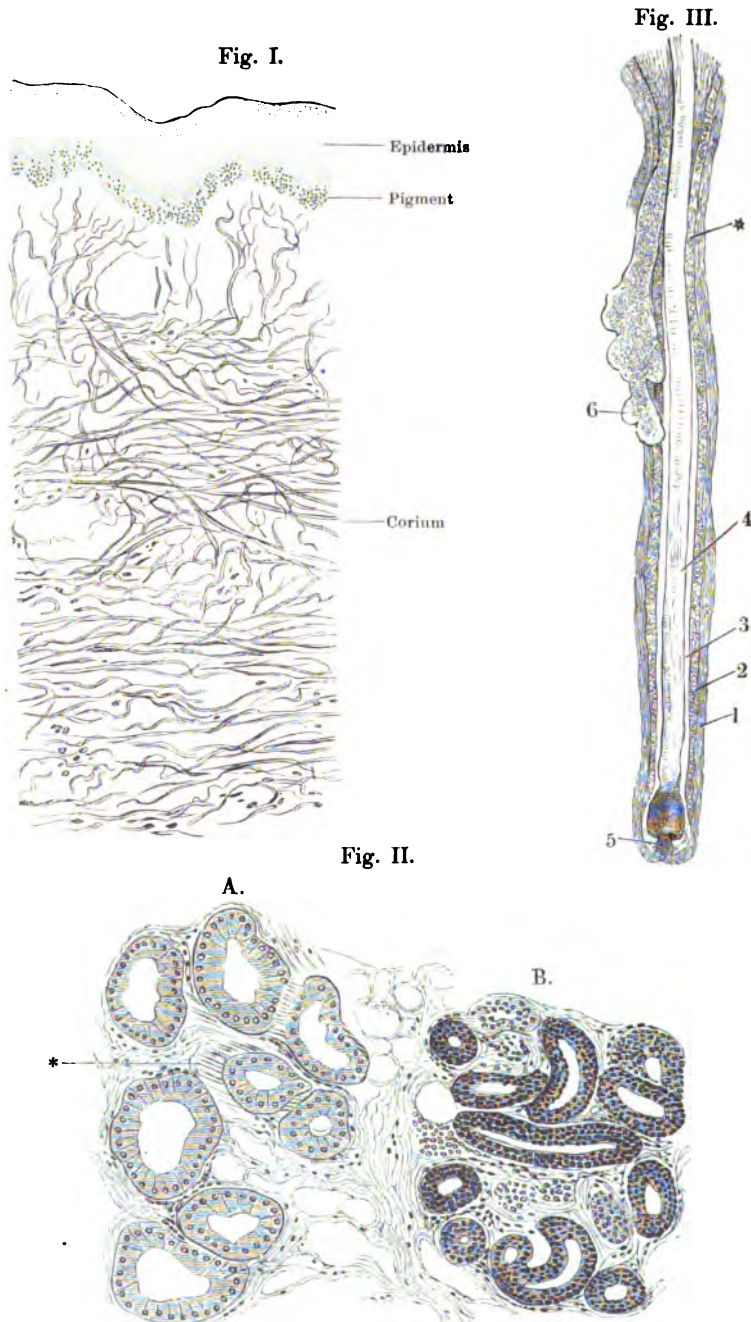 Fig. I.
Epidermis
Pigment
Corium
Fig. III.
*
6
4
3
2
1
5
Fig. II.
A.
B.
*